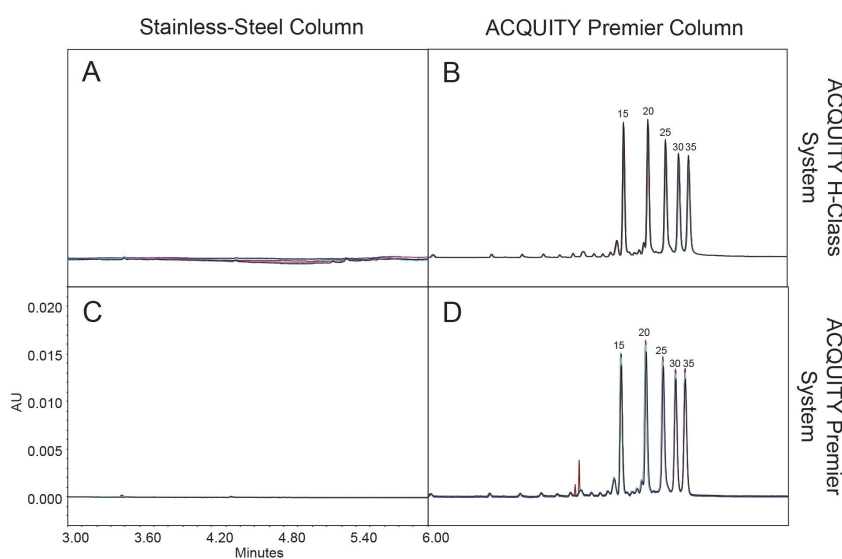 Stainless-Steel Column
ACQUITY Premier Column
A
B
15
20
25
30 35
ACQUITY H-Class
System
C
D
15
20
25
30 35
ACQUITY Premier
System
0.020
0.015
0.010
0.005
0.000
AU
3.00 3.60 4.20 4.80 5.40 6.00
Minutes